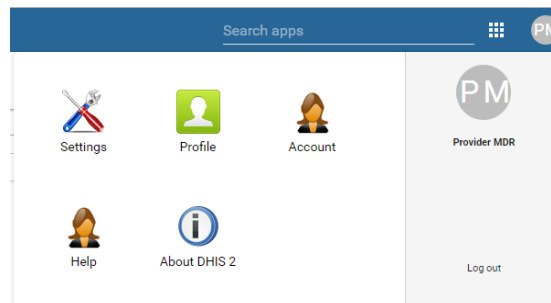 Search apps
PM
PM
Provider MDR
Settings
Profile
Account
Help
About DHIS 2
Log out